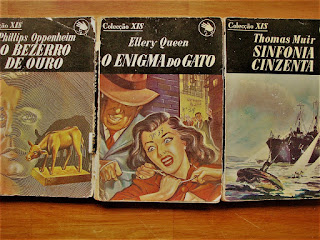 Colecção XIS
Phillips Oppenheim
O BEZERRO
DE OURO
Colecção XIS
Ellery Queen
O ENIGMA DO GATO
Colecção XIS
Thomas Muir
SINFONIA
CINZENTA